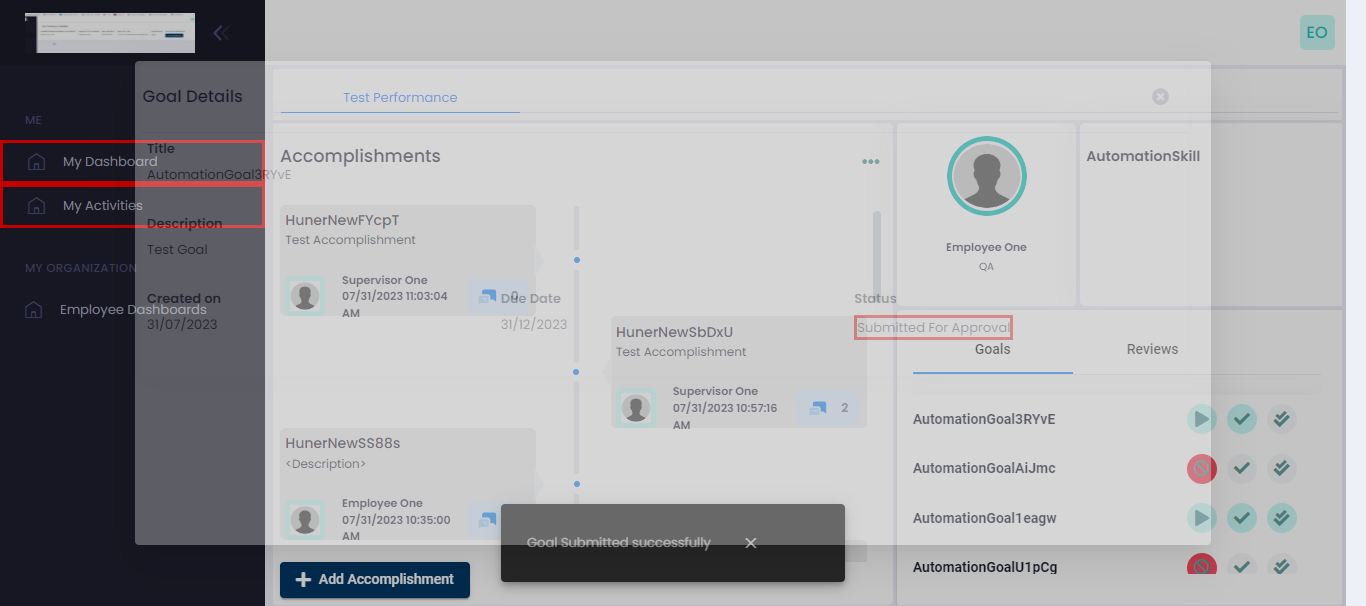 EO
Goal Details
Test Performance
ME
Title
My Dashboard
Accomplishments
AutomationSkill
AutomationGoal3RYvE
My Activities
HunerNewFYcpT
Description
Test Accomplishment
Test Goal
Employee One
QA
MY ORGANIZATION
Supervisor One
07/31/2023 11:03:04
AM
0
Created on
Due Date
Status
Employee Dashboards
31/07/2023
31/12/2023
Submitted For Approval
HunerNewSbDxU
Test Accomplishment
Goals
Reviews
Supervisor One
07/31/2023 10:57:16
AM
2
AutomationGoal3RYvE
HunerNewSS88s
<Description>
AutomationGoalAiJmc
Employee One
07/31/2023 10:35:00
AM
AutomationGoal1eagw
Goal Submitted successfully
AutomationGoalU1pCg
Add Accomplishment